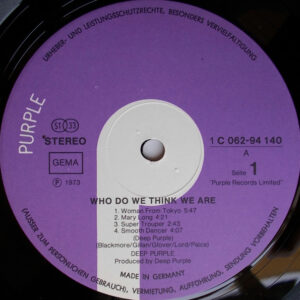 URHEBER- UND LEISTUNGSSCHUTZRECHTE, BESONDERS VERVIELFÄLTIGUNG
PURPLE
ST 33
STEREO
GEMA
Ⓟ 1973
1 C 062-94 140
A
Seite 1
"Purple Records Limited"
WHO DO WE THINK WE ARE
1. Woman From Tokyo 5:47
2. Mary Long 4:21
3. Super Trouper 2:43
4. Smooth Dancer 4:07
(Deep Purple)
(Blackmore/Gillan/Glover/Lord/Paice)
DEEP PURPLE
Produced by Deep Purple
MADE IN GERMANY
(AUSSER ZUM PERSÖNLICHEN GEBRAUCH), VERMIETUNG, AUFFÜHRUNG, SENDUNG, VORBEHALTEN